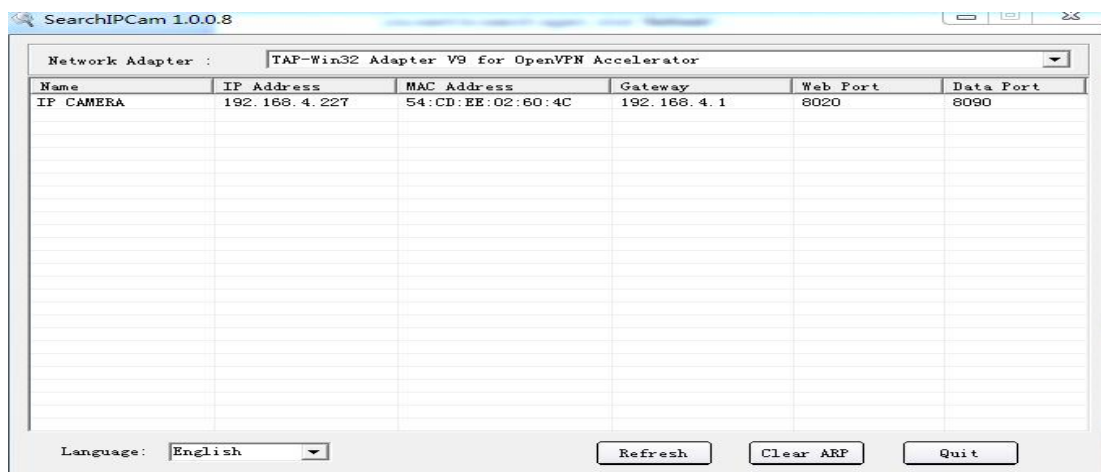 SearchIPCam 1.0.0.8
Network Adapter : TAP-Win32 Adapter V9 for OpenVPN Accelerator
Name IP Address MAC Address Gateway Web Port Data Port
IP CAMERA 192.168.4.227 54:CD:EE:02:60:4C 192.168.4.1 8020 8090
Language: English Refresh Clear ARP Quit